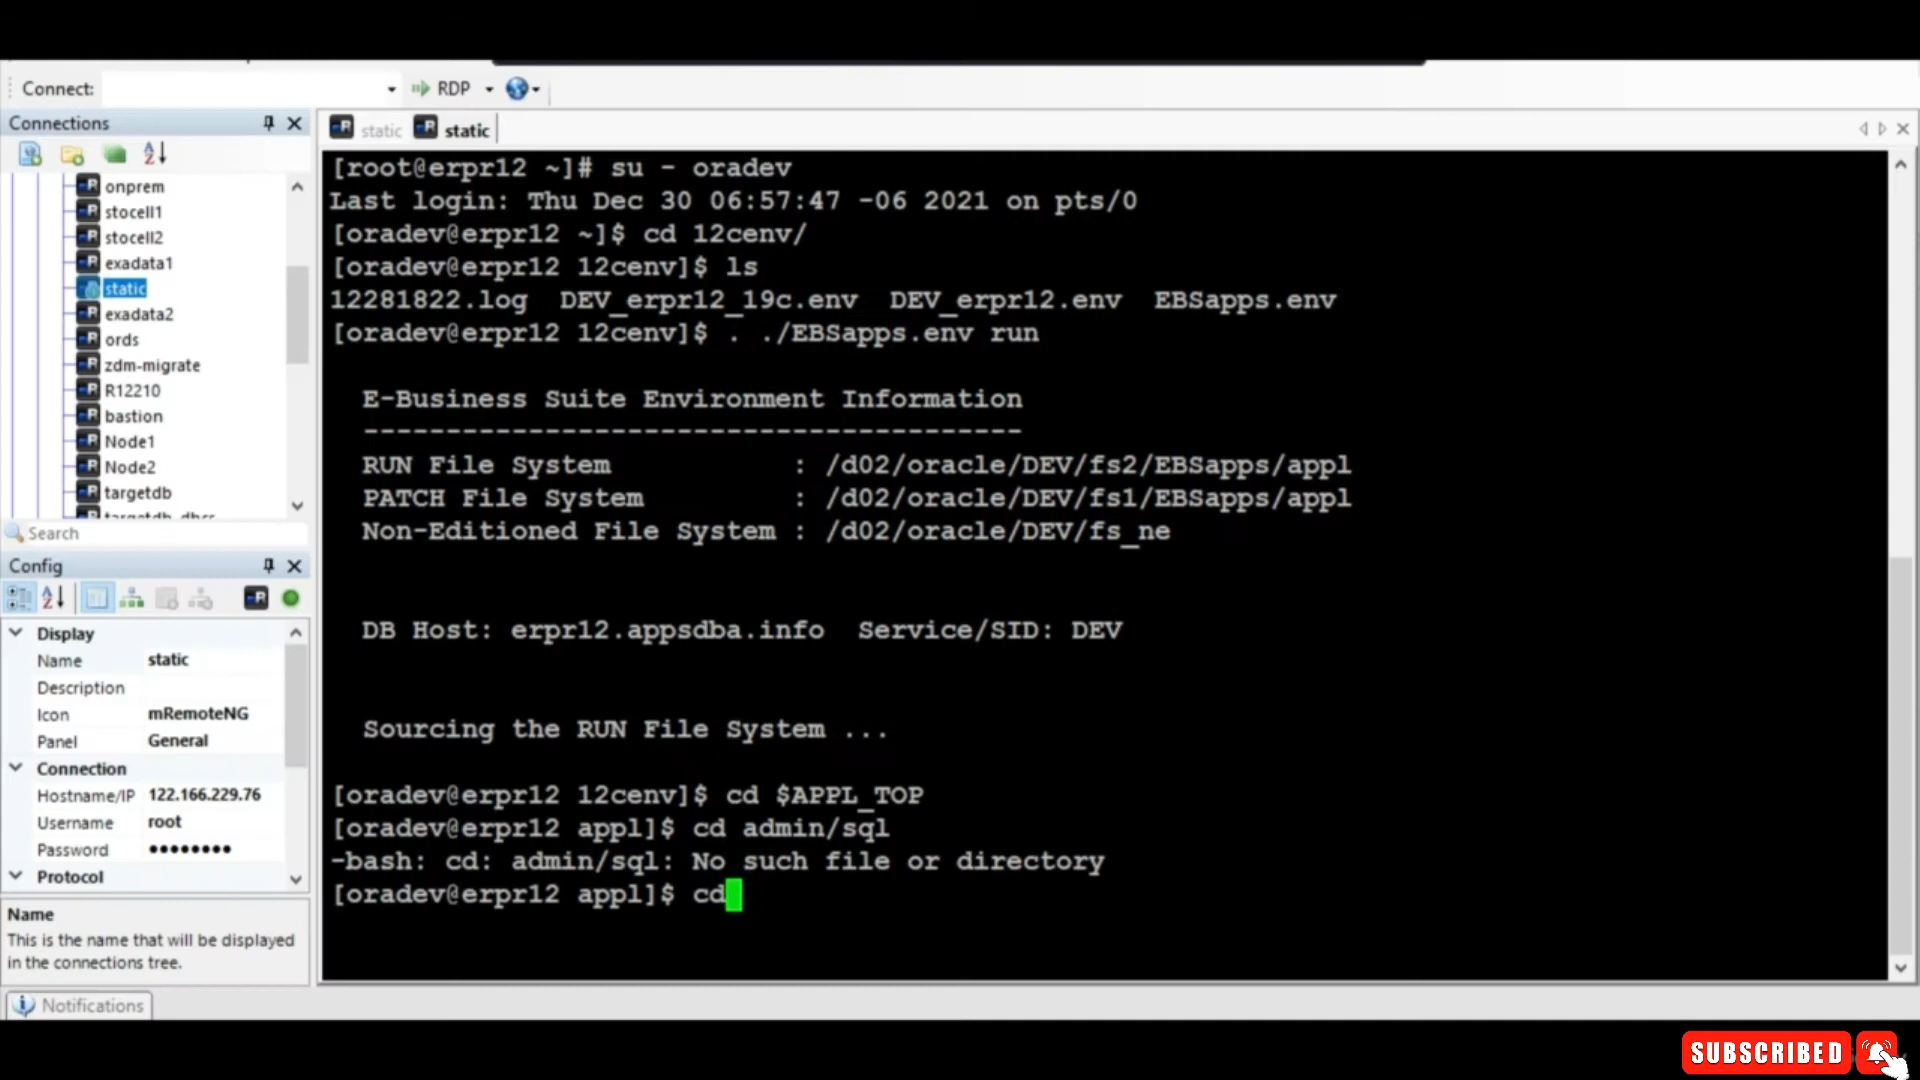 Connect:
RDP
Connections
static
static
onprem
stocell1
stocell2
exadata1
static
exadata2
ords
zdm-migrate
R12210
bastion
Node1
Node2
targetdb
Search
Config
Display
Name static
Description
Icon mRemoteNG
Panel General
Connection
Hostname/IP 122.166.229.76
Username root
Password ••••••••
Protocol
Name
This is the name that will be displayed
in the connections tree.
Notifications
[root@erpr12 ~]# su - oradev
Last login: Thu Dec 30 06:57:47 -06 2021 on pts/0
[oradev@erpr12 ~]$ cd 12cenv/
[oradev@erpr12 12cenv]$ ls
12281822.log  DEV_erpr12_19c.env  DEV_erpr12.env  EBSapps.env
[oradev@erpr12 12cenv]$ . ./EBSapps.env run
E-Business Suite Environment Information
----------------------------------------
RUN File System           : /d02/oracle/DEV/fs2/EBSapps/appl
PATCH File System         : /d02/oracle/DEV/fs1/EBSapps/appl
Non-Editioned File System : /d02/oracle/DEV/fs_ne
DB Host: erpr12.appsdba.info  Service/SID: DEV
Sourcing the RUN File System ...
[oradev@erpr12 12cenv]$ cd $APPL_TOP
[oradev@erpr12 appl]$ cd admin/sql
-bash: cd: admin/sql: No such file or directory
[oradev@erpr12 appl]$ cd
SUBSCRIBED